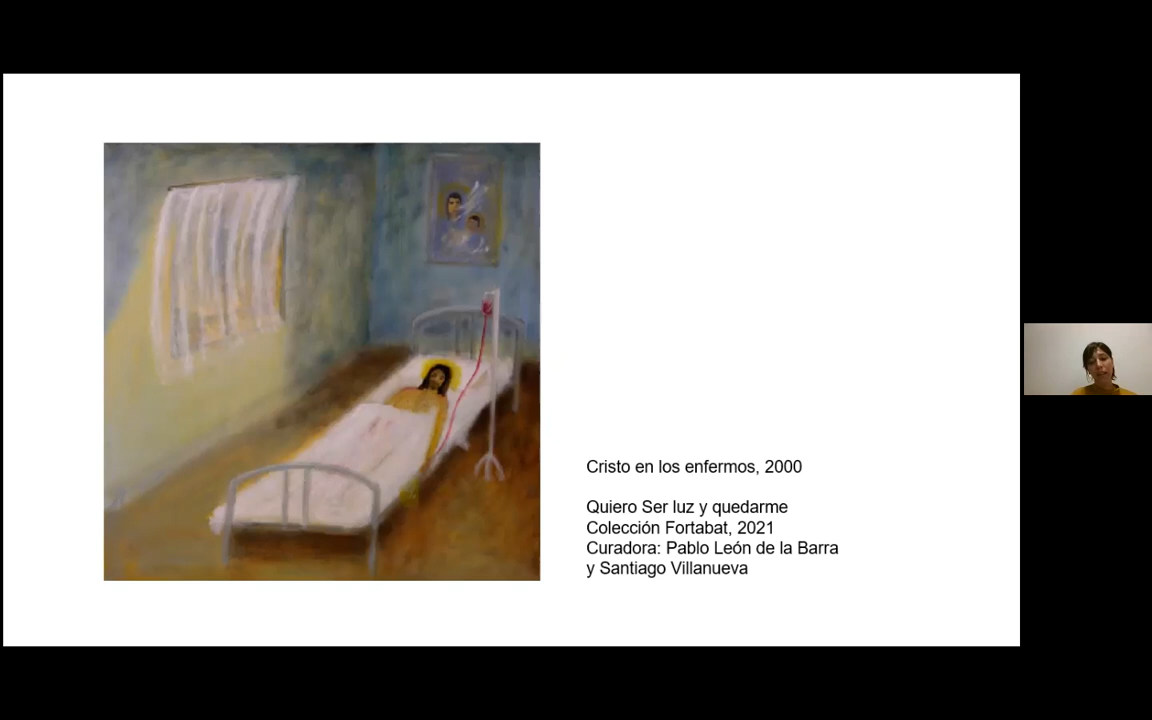 Cristo en los enfermos, 2000
Quiero Ser luz y quedarme
Colección Fortabat, 2021
Curadora: Pablo León de la Barra
y Santiago Villanueva